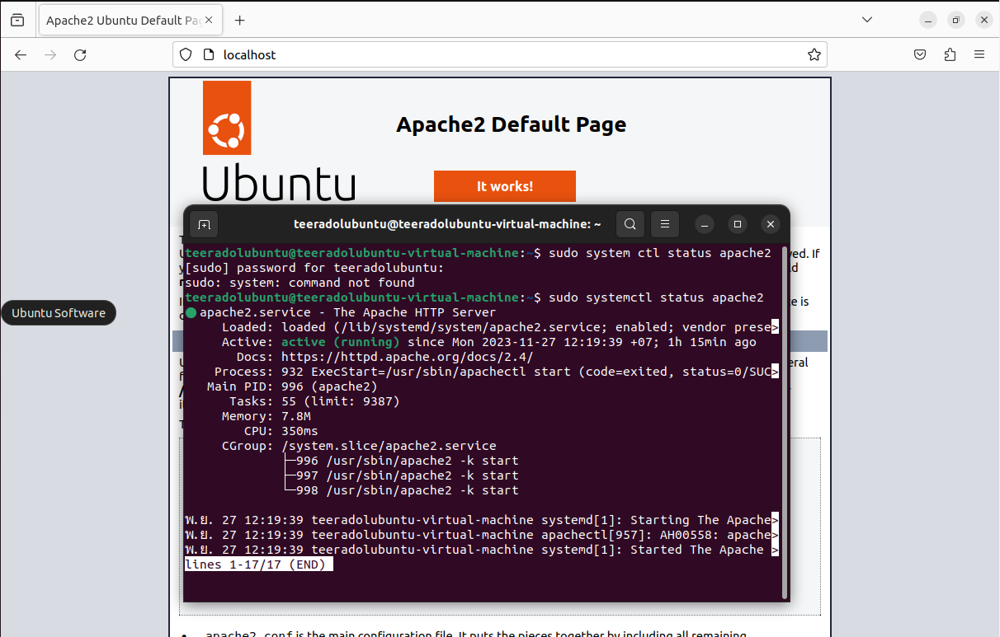 Apache2 Ubuntu Default Pa
localhost
Apache2 Default Page
Ubuntu
It works!
teeradolubuntu@teeradolubuntu-virtual-machine: ~
teeradolubuntu@teeradolubuntu-virtual-machine:~$ sudo system ctl status apache2
[sudo] password for teeradolubuntu:
sudo: system: command not found
teeradolubuntu@teeradolubuntu-virtual-machine:~$ sudo systemctl status apache2
apache2.service - The Apache HTTP Server
Loaded: loaded (/lib/systemd/system/apache2.service; enabled; vendor prese>
Active: active (running) since Mon 2023-11-27 12:19:39 +07; 1h 15min ago
Docs: https://httpd.apache.org/docs/2.4/
Process: 932 ExecStart=/usr/sbin/apachectl start (code=exited, status=0/SUC>
Main PID: 996 (apache2)
Tasks: 55 (limit: 9387)
Memory: 7.8M
CPU: 350ms
CGroup: /system.slice/apache2.service
├─996 /usr/sbin/apache2 -k start
├─997 /usr/sbin/apache2 -k start
└─998 /usr/sbin/apache2 -k start
พ.ย. 27 12:19:39 teeradolubuntu-virtual-machine systemd[1]: Starting The Apache>
พ.ย. 27 12:19:39 teeradolubuntu-virtual-machine apachectl[957]: AH00558: apache>
พ.ย. 27 12:19:39 teeradolubuntu-virtual-machine systemd[1]: Started The Apache >
lines 1-17/17 (END)
Ubuntu Software
yed. If
e is
eral
• apache2.conf is the main configuration file. It puts the pieces together by including all remaining